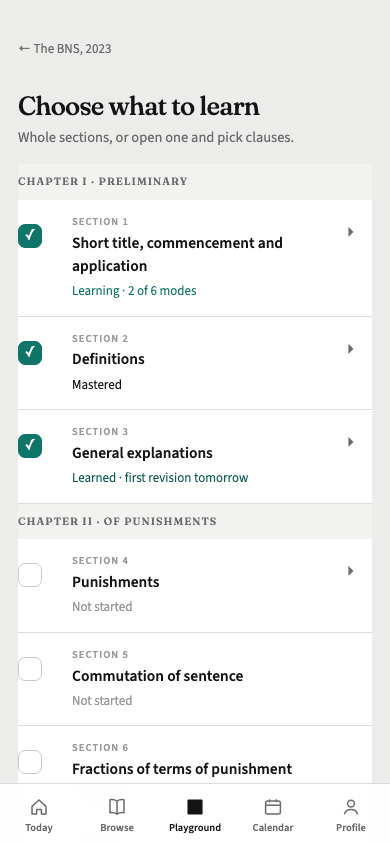 ← The BNS, 2023
Choose what to learn
Whole sections, or open one and pick clauses.
CHAPTER I · PRELIMINARY
SECTION 1
Short title, commencement and
application
Learning · 2 of 6 modes
SECTION 2
Definitions
Mastered
SECTION 3
General explanations
Learned · first revision tomorrow
CHAPTER II · OF PUNISHMENTS
SECTION 4
Punishments
Not started
SECTION 5
Commutation of sentence
Not started
SECTION 6
Fractions of terms of punishment
Today Browse Playground Calendar Profile